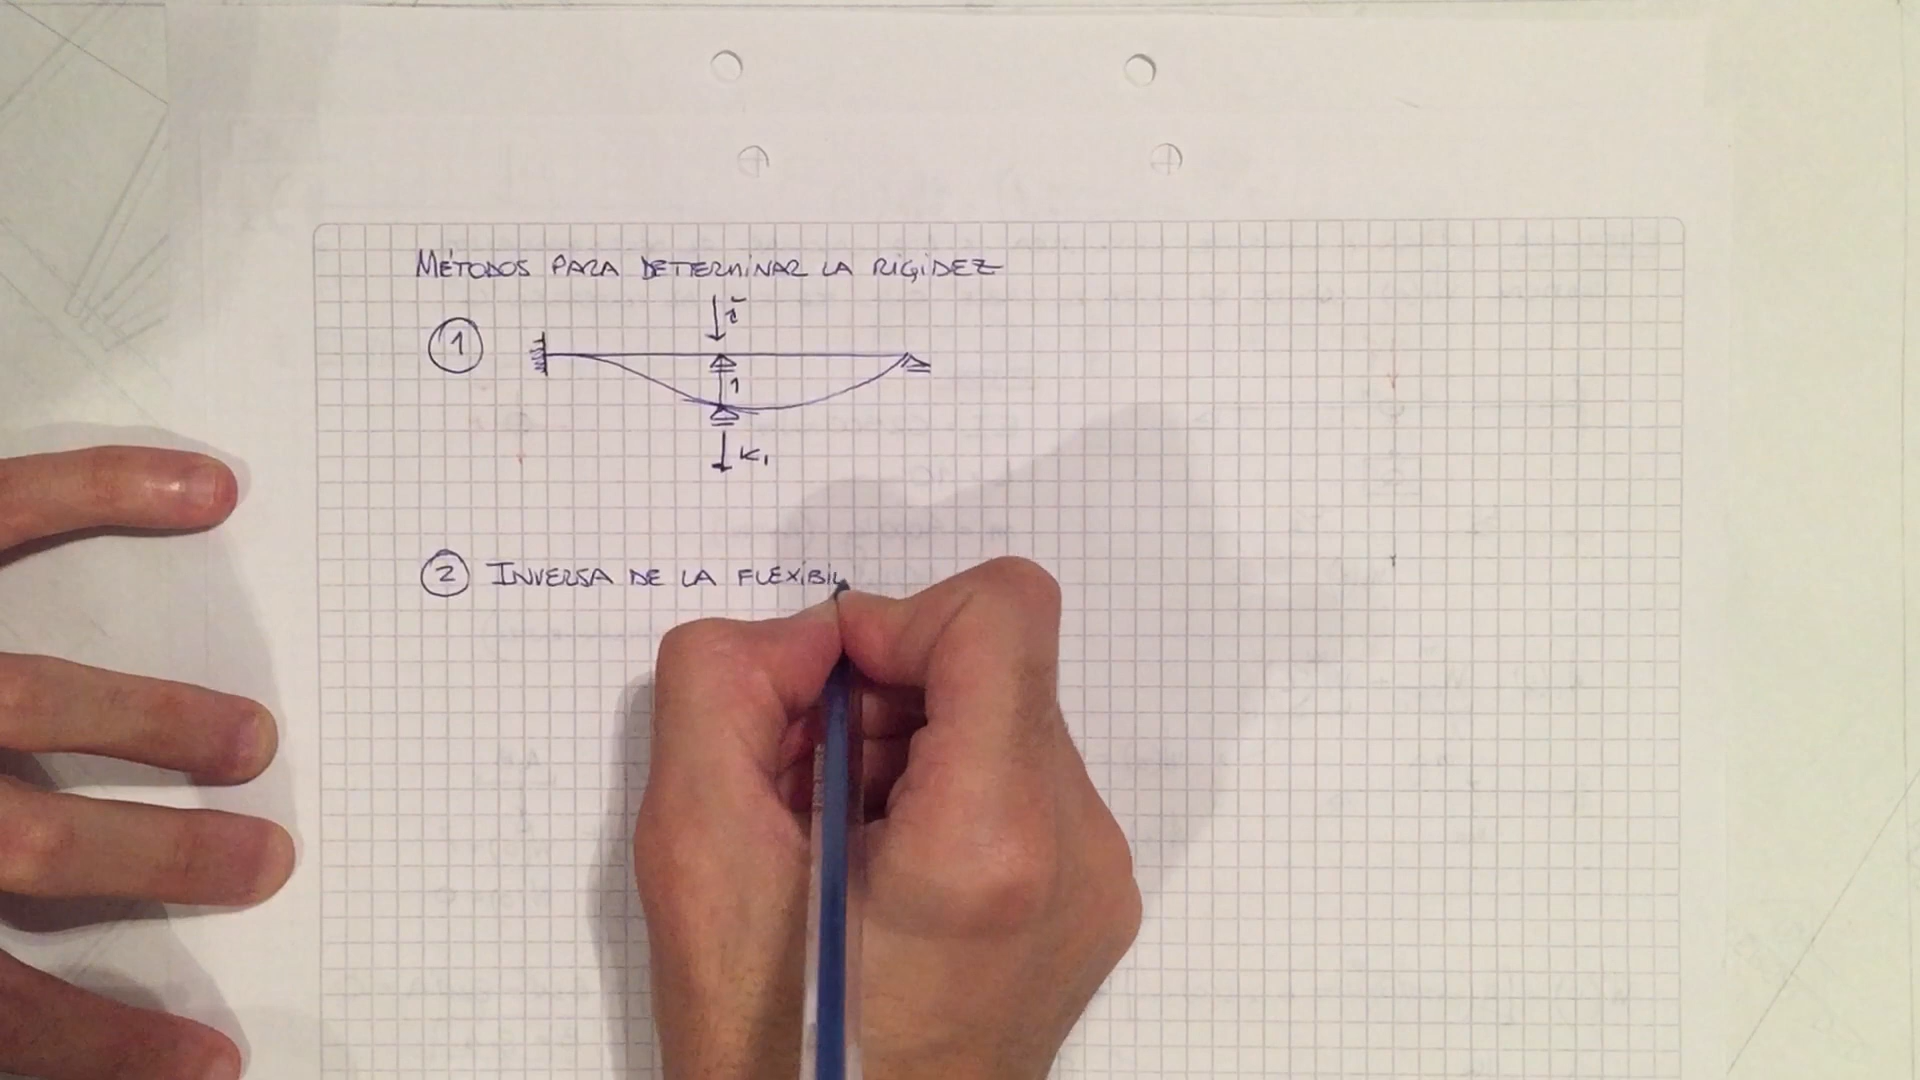 MÉTODOS PARA DETERMINAR LA RIGIDEZ
1
1
K₁
2 INVERSA DE LA FLEXIBIL